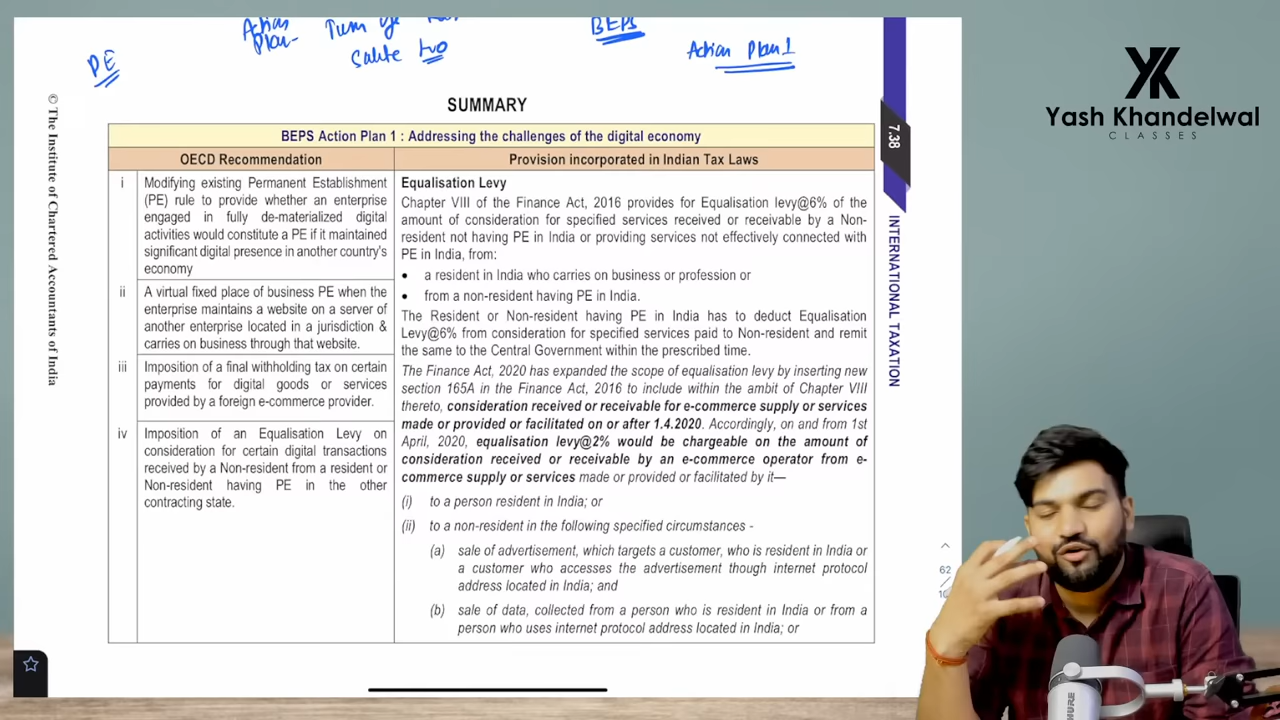 Action
Plan-
Turn
Salute two
BEPS
Action Plan 1
PE
Yash Khandelwal
CLASSES
© The Institute of Chartered Accountants of India
7.38
INTERNATIONAL TAXATION
SUMMARY
BEPS Action Plan 1 : Addressing the challenges of the digital economy
OECD Recommendation
Provision incorporated in Indian Tax Laws
i
Modifying existing Permanent Establishment
(PE) rule to provide whether an enterprise
engaged in fully de-materialized digital
activities would constitute a PE if it maintained
significant digital presence in another country's
economy
ii
A virtual fixed place of business PE when the
enterprise maintains a website on a server of
another enterprise located in a jurisdiction &
carries on business through that website.
iii
Imposition of a final withholding tax on certain
payments for digital goods or services
provided by a foreign e-commerce provider.
iv
Imposition of an Equalisation Levy on
consideration for certain digital transactions
received by a Non-resident from a resident or
Non-resident having PE in the other
contracting state.
Equalisation Levy
Chapter VIII of the Finance Act, 2016 provides for Equalisation levy@6% of the
amount of consideration for specified services received or receivable by a Non-
resident not having PE in India or providing services not effectively connected with
PE in India, from:
• a resident in India who carries on business or profession or
• from a non-resident having PE in India.
The Resident or Non-resident having PE in India has to deduct Equalisation
Levy@6% from consideration for specified services paid to Non-resident and remit
the same to the Central Government within the prescribed time.
The Finance Act, 2020 has expanded the scope of equalisation levy by inserting new
section 165A in the Finance Act, 2016 to include within the ambit of Chapter VIII
thereto, consideration received or receivable for e-commerce supply or services
made or provided or facilitated on or after 1.4.2020. Accordingly, on and from 1st
April, 2020, equalisation levy@2% would be chargeable on the amount of
consideration received or receivable by an e-commerce operator from e-
commerce supply or services made or provided or facilitated by it—
(i) to a person resident in India; or
(ii) to a non-resident in the following specified circumstances -
(a) sale of advertisement, which targets a customer, who is resident in India or
a customer who accesses the advertisement though internet protocol
address located in India; and
(b) sale of data, collected from a person who is resident in India or from a
person who uses internet protocol address located in India; or
62